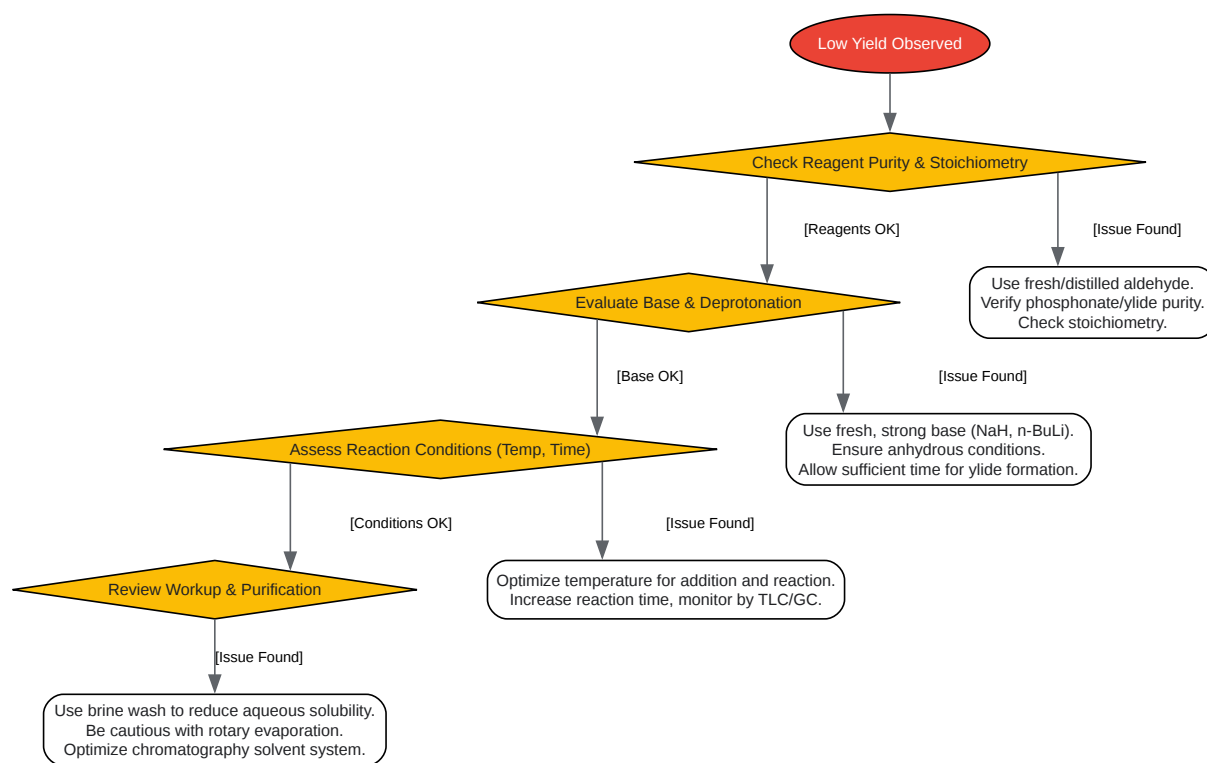 Low Yield Observed
Check Reagent Purity & Stoichiometry
[Reagents OK]
[Issue Found]
Use fresh/distilled aldehyde.
Verify phosphonate/ylide purity.
Check stoichiometry.
Evaluate Base & Deprotonation
[Base OK]
[Issue Found]
Use fresh, strong base (NaH, n-BuLi).
Ensure anhydrous conditions.
Allow sufficient time for ylide formation.
Assess Reaction Conditions (Temp, Time)
[Conditions OK]
[Issue Found]
Optimize temperature for addition and reaction.
Increase reaction time, monitor by TLC/GC.
Review Workup & Purification
[Issue Found]
Use brine wash to reduce aqueous solubility.
Be cautious with rotary evaporation.
Optimize chromatography solvent system.